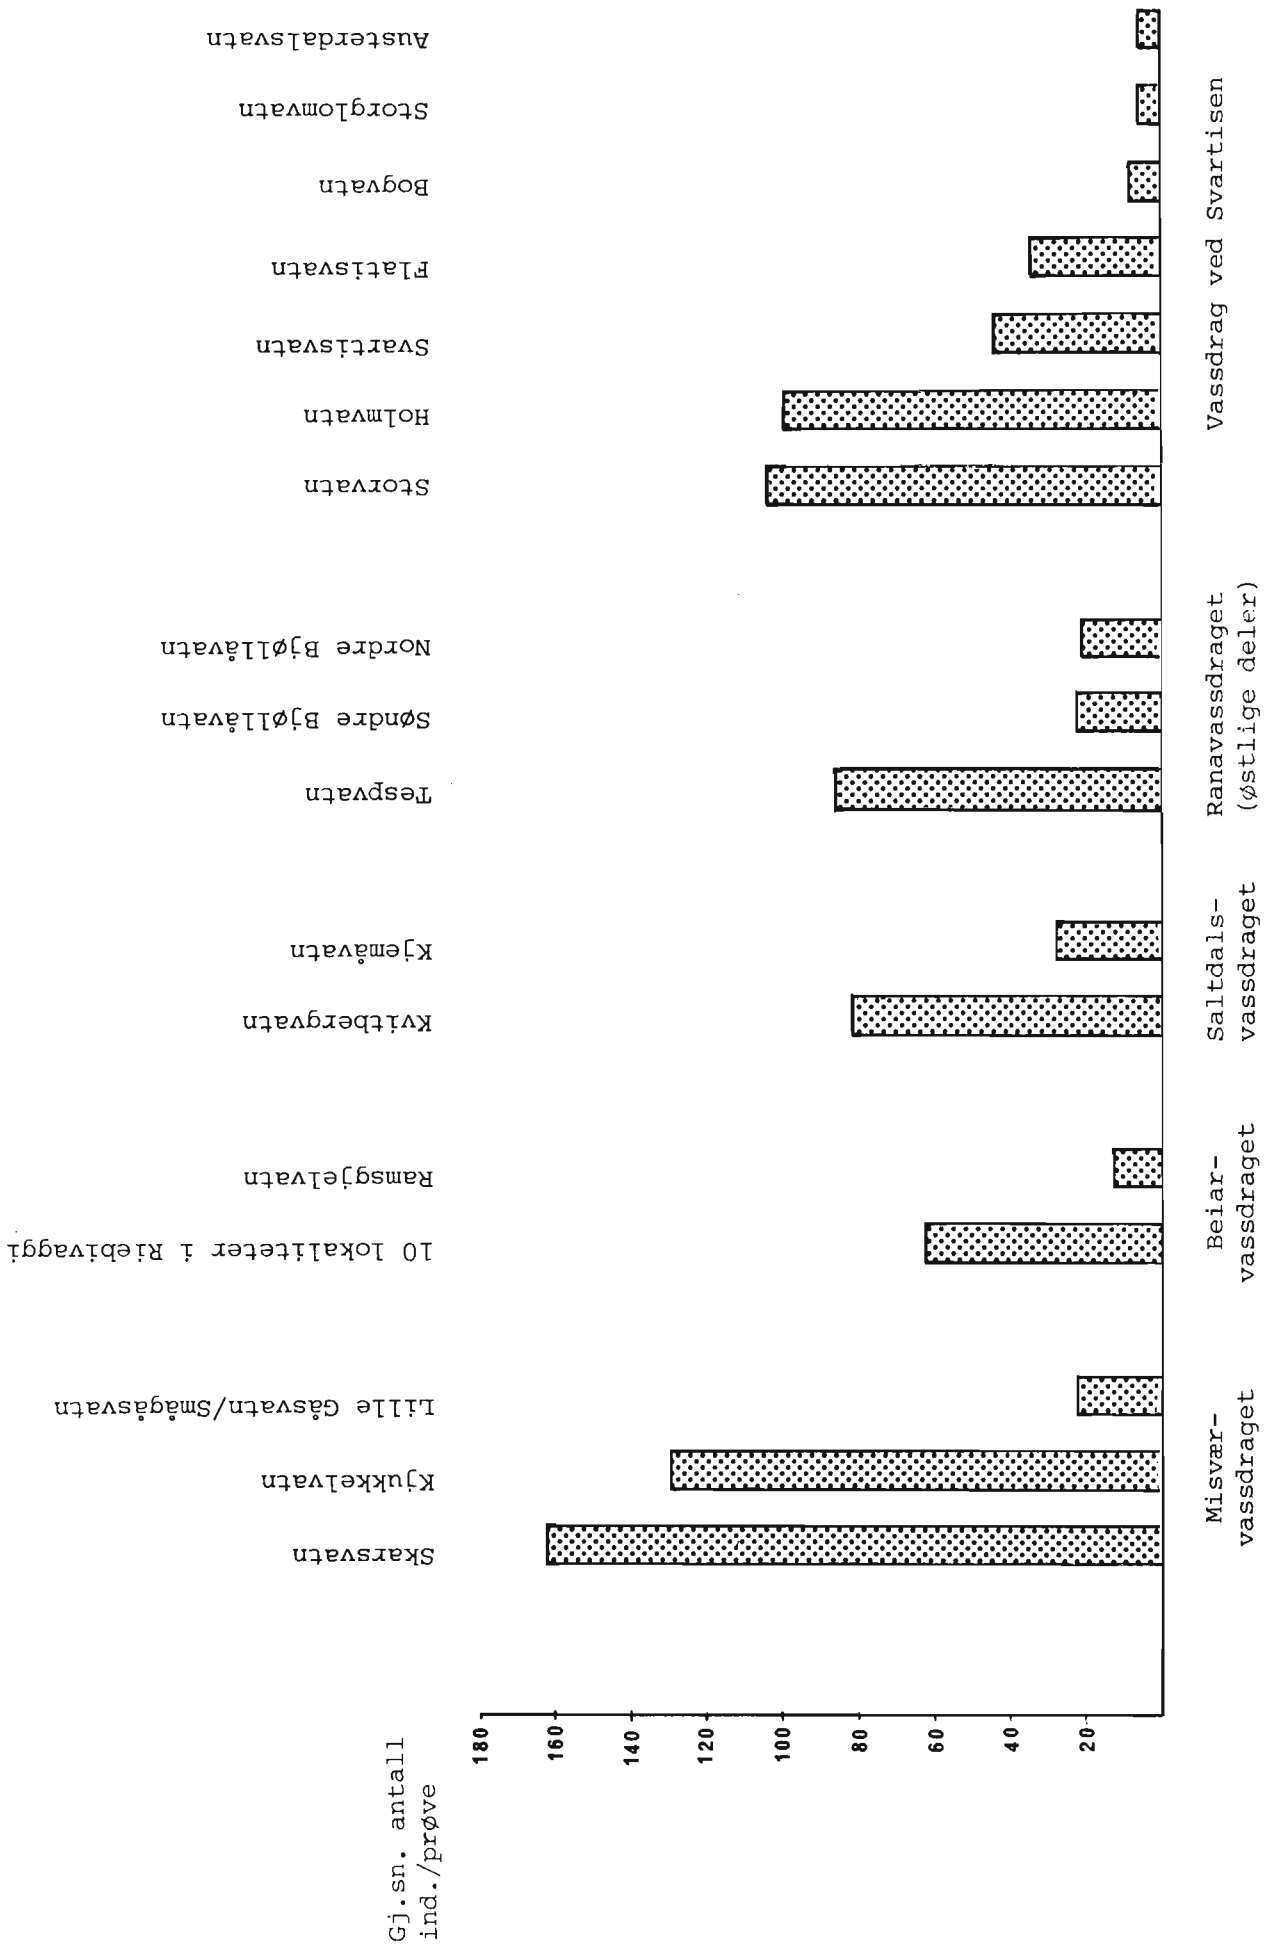 Gj.sn. antall
ind./prøve
180
160
140
120
100
80
60
40
20
Skarsvatn
Kjukkelvatn
Lille Gåsvatn/Smågåsvatn
10 lokaliteter i Riebivaggi
Ramsgjelvatn
Kvitbergvatn
Kjemåvatn
Tespvatn
Søndre Bjøllåvatn
Nordre Bjøllåvatn
Storvatn
Holmvatn
Svartisvatn
Flatisvatn
Bogvatn
Storglomvatn
Austerdalsvatn
Misvær-
vassdraget
Beiar-
vassdraget
Saltdals-
vassdraget
Ranavassdraget
(østlige deler)
Vassdrag ved Svartisen